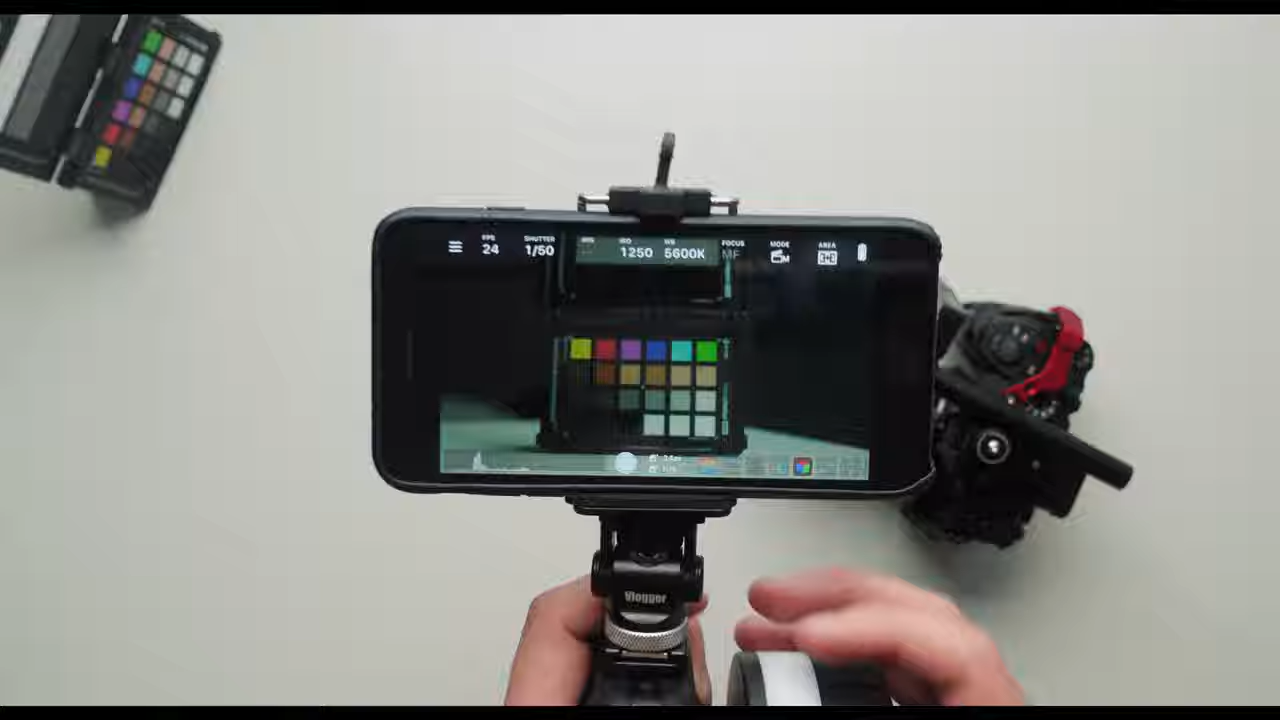 FPS SHUTTER ISO WB FOCUS MODE AREA
24 1/50 1250 5600K MF M
Vlogger